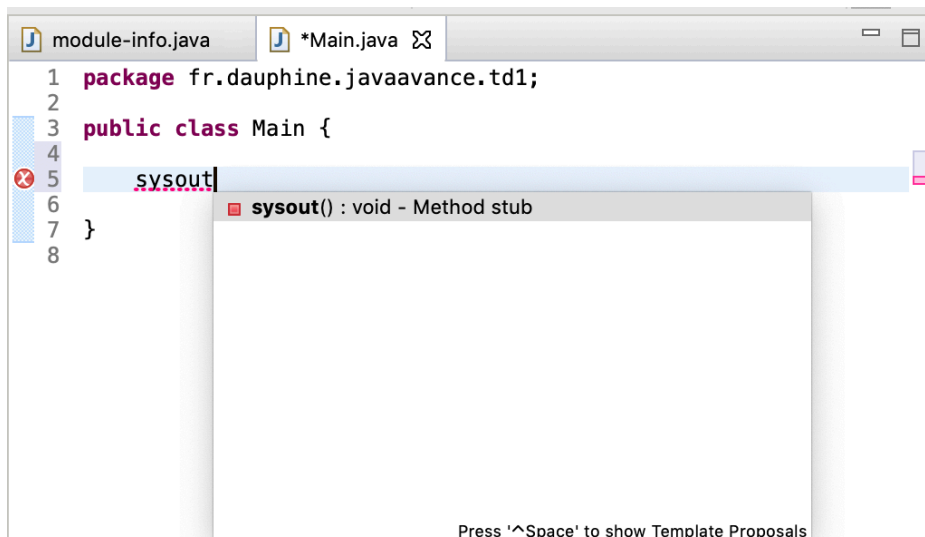 module-info.java
*Main.java
1 package fr.dauphine.javaavance.td1;
2
3 public class Main {
4
5 sysout
sysout() : void - Method stub
6
7 }
8
Press '^Space' to show Template Proposals